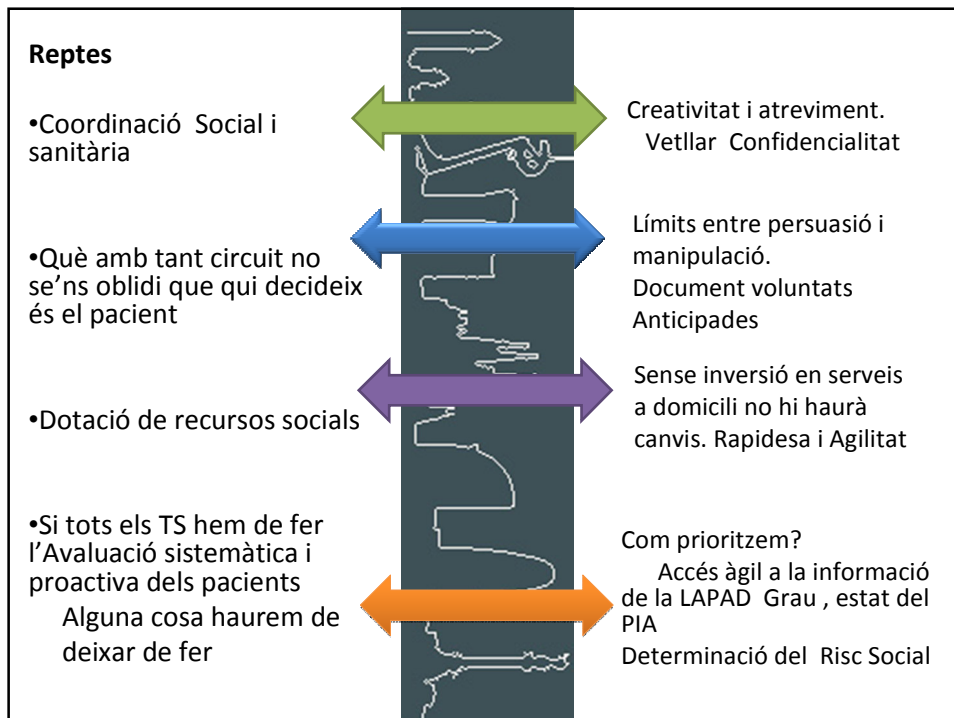 Reptes
•Coordinació Social i
sanitària
Creativitat i atreviment.
Vetllar Confidencialitat
•Què amb tant circuit no
se'ns oblidi que qui decideix
és el pacient
Límits entre persuasió i
manipulació.
Document voluntats
Anticipades
•Dotació de recursos socials
Sense inversió en serveis
a domicili no hi haurà
canvis. Rapidesa i Agilitat
•Si tots els TS hem de fer
l'Avaluació sistemàtica i
proactiva dels pacients
Alguna cosa haurem de
deixar de fer
Com prioritzem?
Accés àgil a la informació
de la LAPAD Grau , estat del
PIA
Determinació del Risc Social